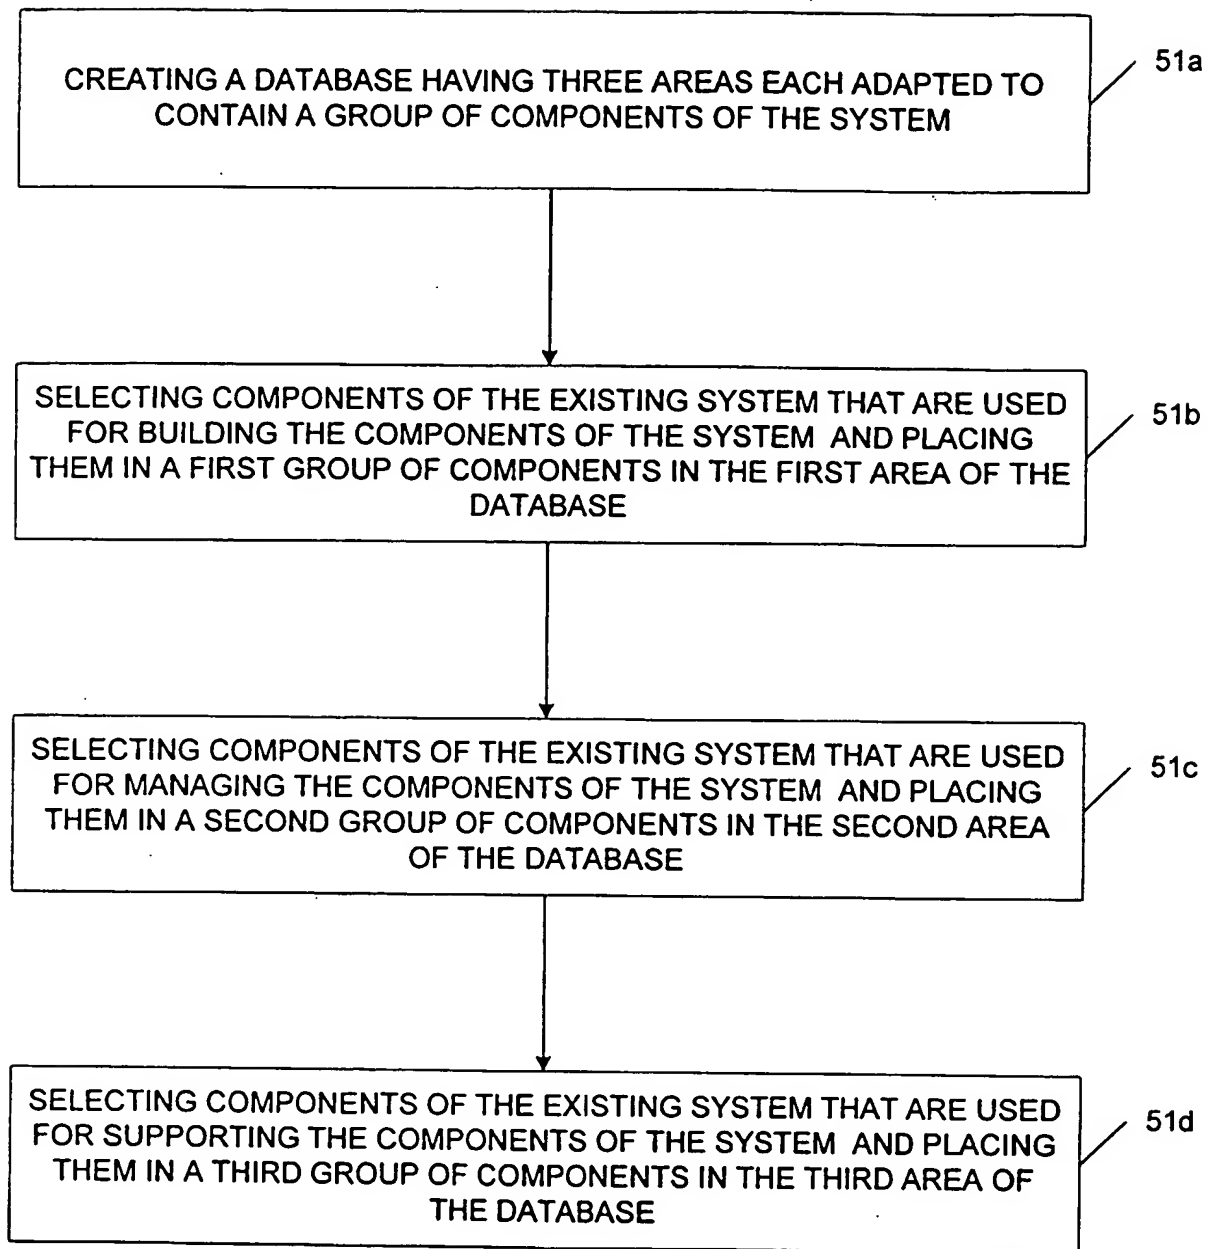 CREATING A DATABASE HAVING THREE AREAS EACH ADAPTED TO
CONTAIN A GROUP OF COMPONENTS OF THE SYSTEM
51a
SELECTING COMPONENTS OF THE EXISTING SYSTEM THAT ARE USED
FOR BUILDING THE COMPONENTS OF THE SYSTEM AND PLACING
THEM IN A FIRST GROUP OF COMPONENTS IN THE FIRST AREA OF THE
DATABASE
51b
SELECTING COMPONENTS OF THE EXISTING SYSTEM THAT ARE USED
FOR MANAGING THE COMPONENTS OF THE SYSTEM AND PLACING
THEM IN A SECOND GROUP OF COMPONENTS IN THE SECOND AREA
OF THE DATABASE
51c
SELECTING COMPONENTS OF THE EXISTING SYSTEM THAT ARE USED
FOR SUPPORTING THE COMPONENTS OF THE SYSTEM AND PLACING
THEM IN A THIRD GROUP OF COMPONENTS IN THE THIRD AREA OF
THE DATABASE
51d